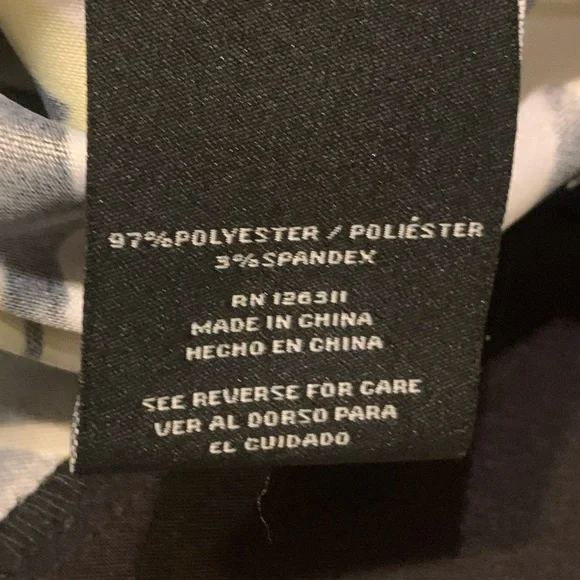 97%POLYESTER / POLIÉSTER
3%SPANDEX
RN 126311
MADE IN CHINA
HECHO EN CHINA
SEE REVERSE FOR CARE
VER AL DORSO PARA
EL CUIDADO